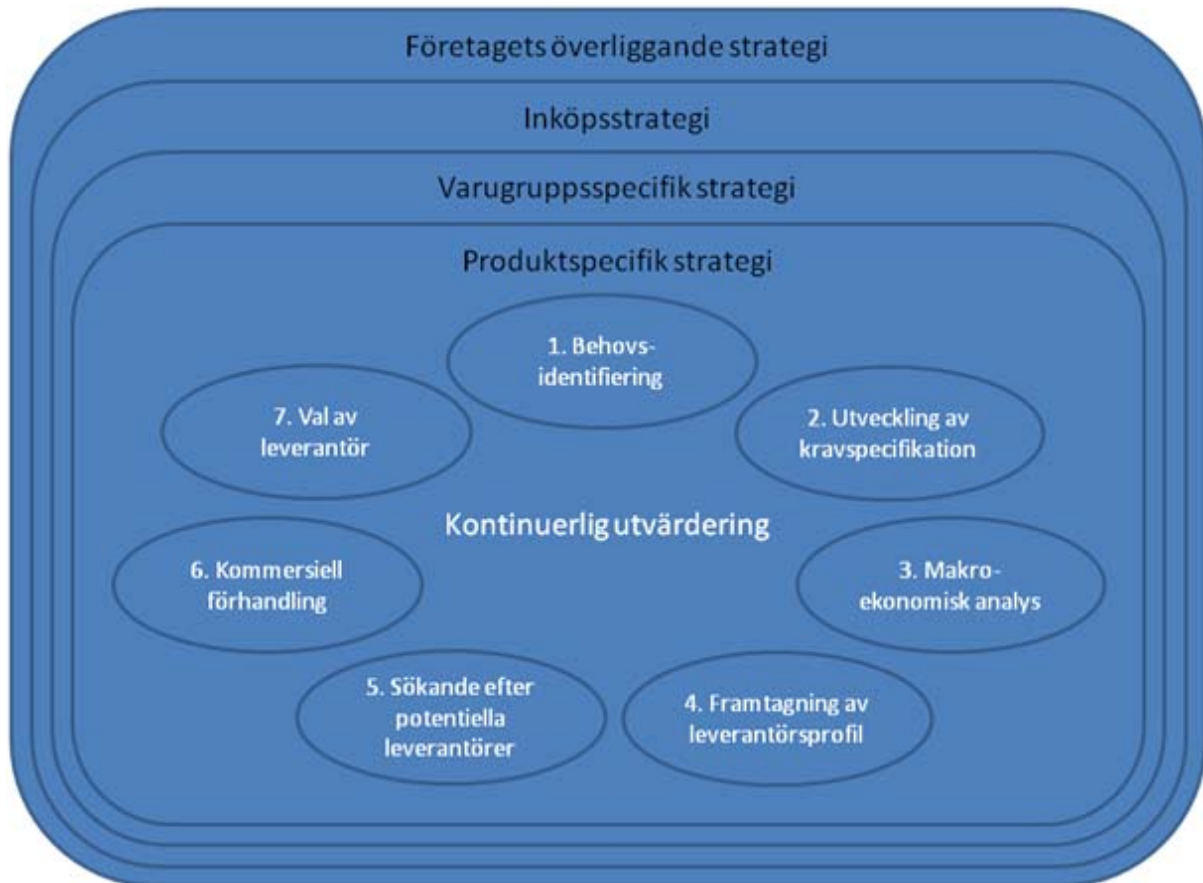 Företagets överliggande strategi
Inköpsstrategi
Varugruppsspecifik strategi
Produktspecifik strategi
1. Behovs-
identifiering
2. Utveckling av
kravspecifikation
3. Makro-
ekonomisk analys
4. Framtagning av
leverantörsprofil
5. Sökande efter
potentiella
leverantörer
6. Kommersiell
förhandling
7. Val av
leverantör
Kontinuerlig utvärdering